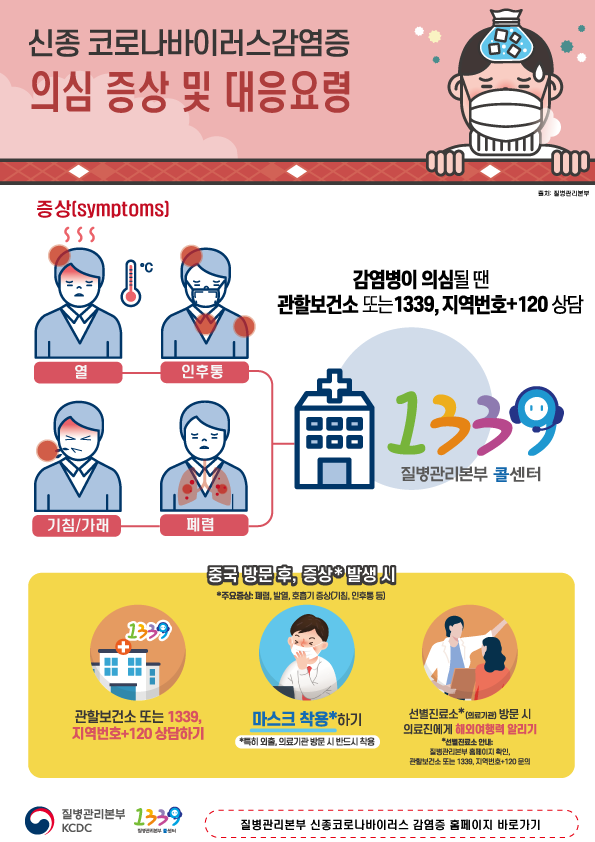 신종 코로나바이러스감염증
의심 증상 및 대응요령
출처: 질병관리본부
증상(symptoms)
°C
열
인후통
기침/가래
폐렴
감염병이 의심될 땐
관할보건소 또는1339, 지역번호+120 상담
1339
질병관리본부 콜센터
중국 방문 후, 증상* 발생 시
*주요증상: 폐렴, 발열, 호흡기 증상(기침, 인후통 등)
1339
관할보건소 또는 1339,
지역번호+120 상담하기
마스크 착용*하기
*특히 외출, 의료기관 방문 시 반드시 착용
선별진료소*(의료기관) 방문 시
의료진에게 해외여행력 알리기
*선별진료소 안내:
질병관리본부 홈페이지 확인,
관할보건소 또는 1339, 지역번호+120 문의
질병관리본부
KCDC
1339
질병관리본부 콜센터
질병관리본부 신종코로나바이러스 감염증 홈페이지 바로가기